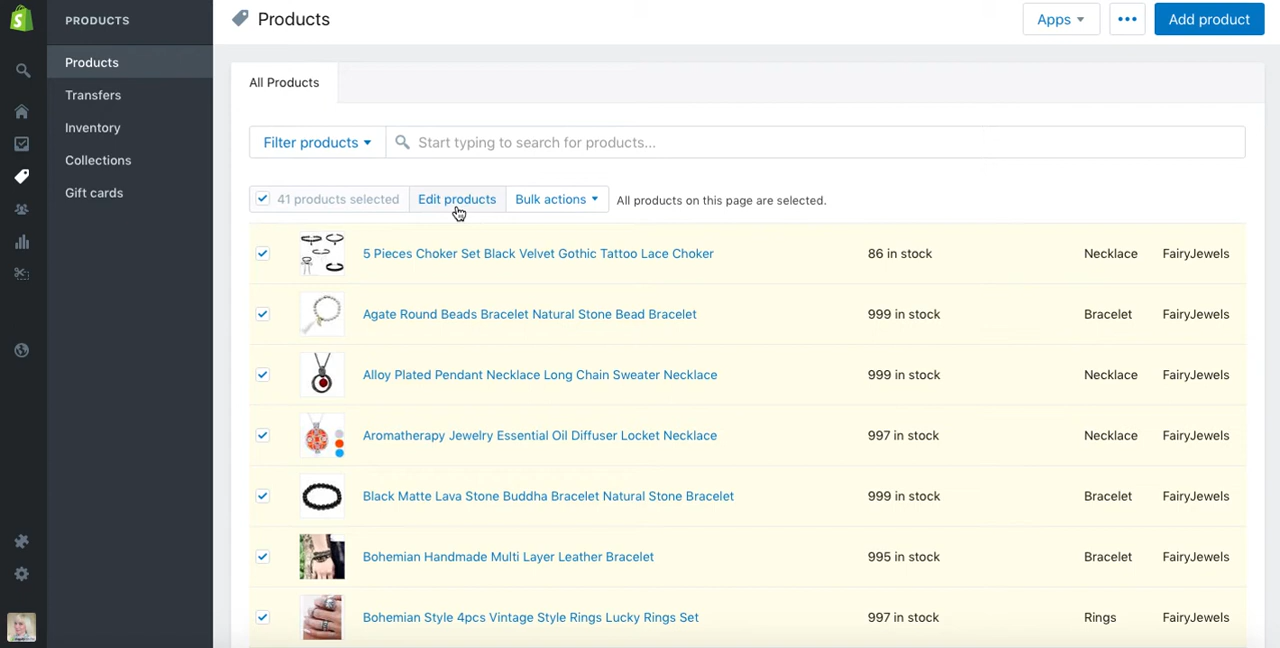 PRODUCTS
Products
Transfers
Inventory
Collections
Gift cards
Products
Apps
Add product
All Products
Filter products
Start typing to search for products...
41 products selected
Edit products
Bulk actions
All products on this page are selected.
5 Pieces Choker Set Black Velvet Gothic Tattoo Lace Choker 86 in stock Necklace FairyJewels
Agate Round Beads Bracelet Natural Stone Bead Bracelet 999 in stock Bracelet FairyJewels
Alloy Plated Pendant Necklace Long Chain Sweater Necklace 999 in stock Necklace FairyJewels
Aromatherapy Jewelry Essential Oil Diffuser Locket Necklace 997 in stock Necklace FairyJewels
Black Matte Lava Stone Buddha Bracelet Natural Stone Bracelet 999 in stock Bracelet FairyJewels
Bohemian Handmade Multi Layer Leather Bracelet 995 in stock Bracelet FairyJewels
Bohemian Style 4pcs Vintage Style Rings Lucky Rings Set 997 in stock Rings FairyJewels